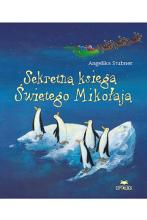 Angelika Stubner
Sekretna księga
Świętego Mikołaja